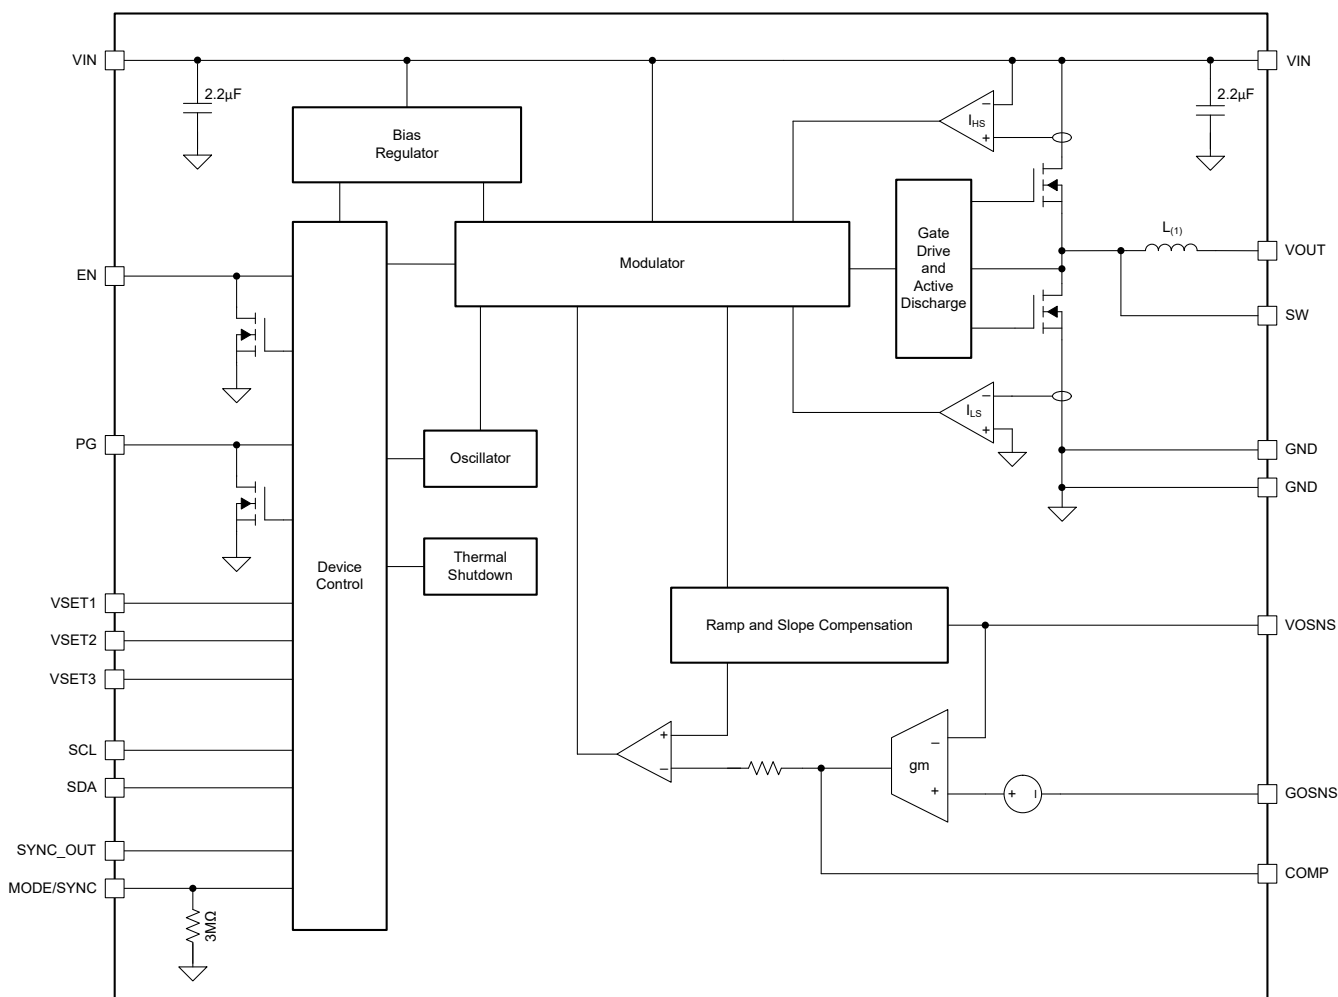 VIN
2.2µF
Bias
Regulator
I_HS
−
+
2.2µF
VIN
Gate
Drive
and
Active
Discharge
L(1)
VOUT
Modulator
EN
SW
I_LS
−
+
PG
Oscillator
GND
GND
Thermal
Shutdown
Device
Control
VSET1
VSET2
VSET3
Ramp and Slope Compensation
VOSNS
SCL
SDA
+
−
gm
−
+
+
−
GOSNS
SYNC_OUT
MODE/SYNC
3MΩ
COMP